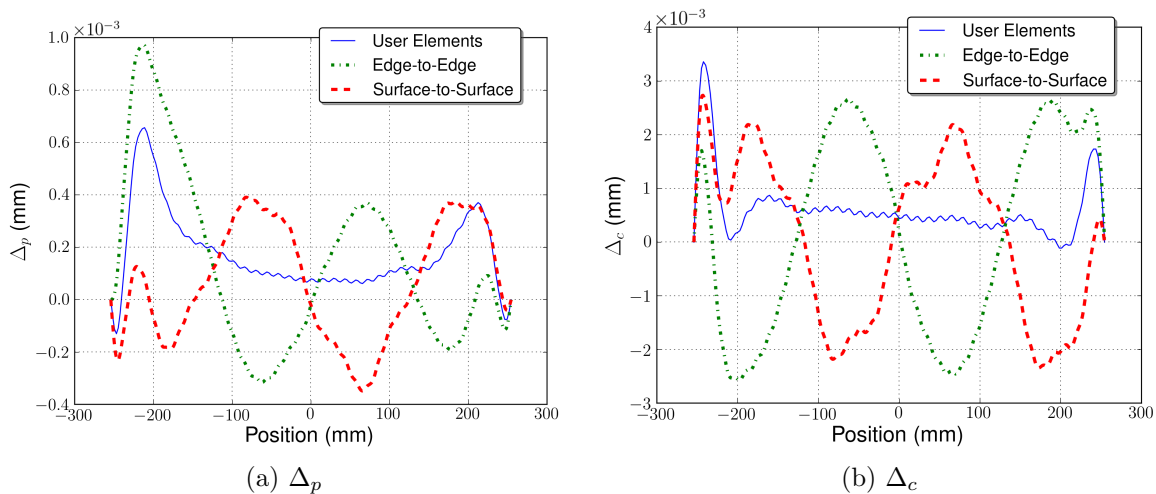 ×10⁻³
1.0
0.8
0.6
0.4
0.2
0.0
−0.2
−0.4
Δp (mm)
User Elements
Edge-to-Edge
Surface-to-Surface
−300 −200 −100 0 100 200 300
Position (mm)
(a) Δp
×10⁻³
4
3
2
1
0
−1
−2
−3
Δc (mm)
User Elements
Edge-to-Edge
Surface-to-Surface
−300 −200 −100 0 100 200 300
Position (mm)
(b) Δc